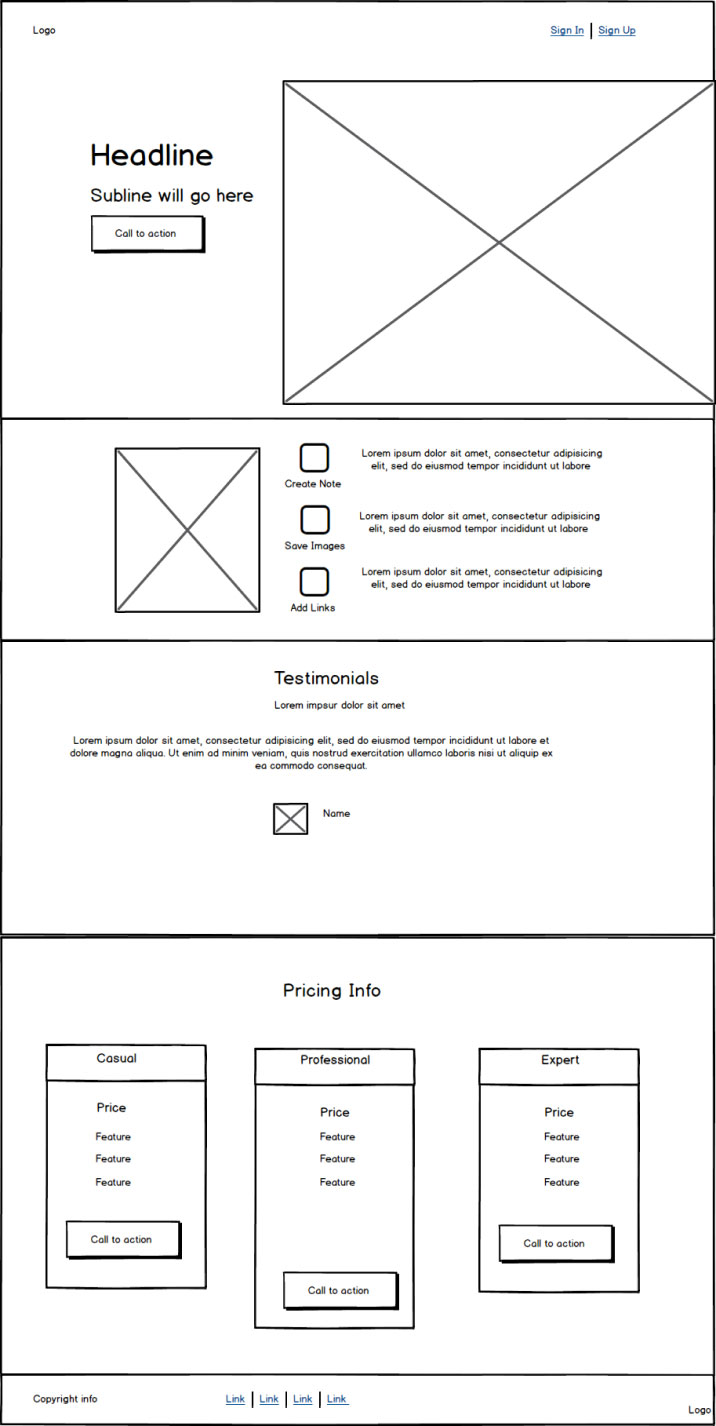 Logo
Sign In | Sign Up
Headline
Subline will go here
Call to action
Lorem ipsum dolor sit amet, consectetur adipisicing
elit, sed do eiusmod tempor incididunt ut labore
Create Note
Lorem ipsum dolor sit amet, consectetur adipisicing
elit, sed do eiusmod tempor incididunt ut labore
Save Images
Lorem ipsum dolor sit amet, consectetur adipisicing
elit, sed do eiusmod tempor incididunt ut labore
Add Links
Testimonials
Lorem impsur dolor sit amet
Lorem ipsum dolor sit amet, consectetur adipisicing elit, sed do eiusmod tempor incididunt ut labore et
dolore magna aliqua. Ut enim ad minim veniam, quis nostrud exercitation ullamco laboris nisi ut aliquip ex
ea commodo consequat.
Name
Pricing Info
Casual
Price
Feature
Feature
Feature
Call to action
Professional
Price
Feature
Feature
Feature
Call to action
Expert
Price
Feature
Feature
Feature
Call to action
Copyright info
Link | Link | Link | Link
Logo